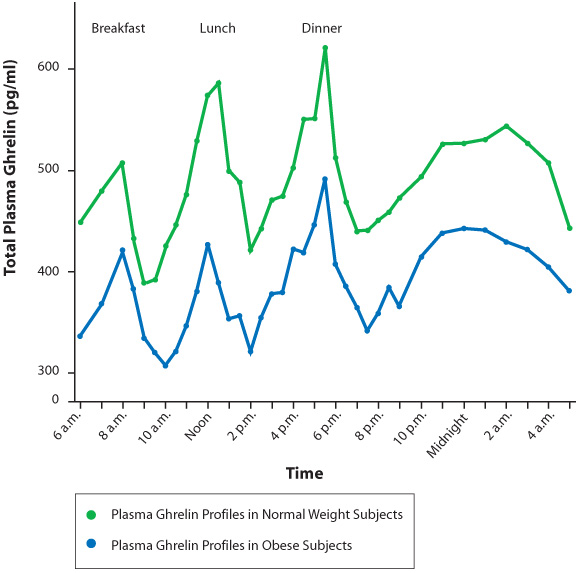 Breakfast Lunch Dinner
Total Plasma Ghrelin (pg/ml)
600
500
400
300
0
6 a.m. 8 a.m. 10 a.m. Noon 2 p.m. 4 p.m. 6 p.m. 8 p.m. 10 p.m. Midnight 2 a.m. 4 a.m.
Time
Plasma Ghrelin Profiles in Normal Weight Subjects
Plasma Ghrelin Profiles in Obese Subjects